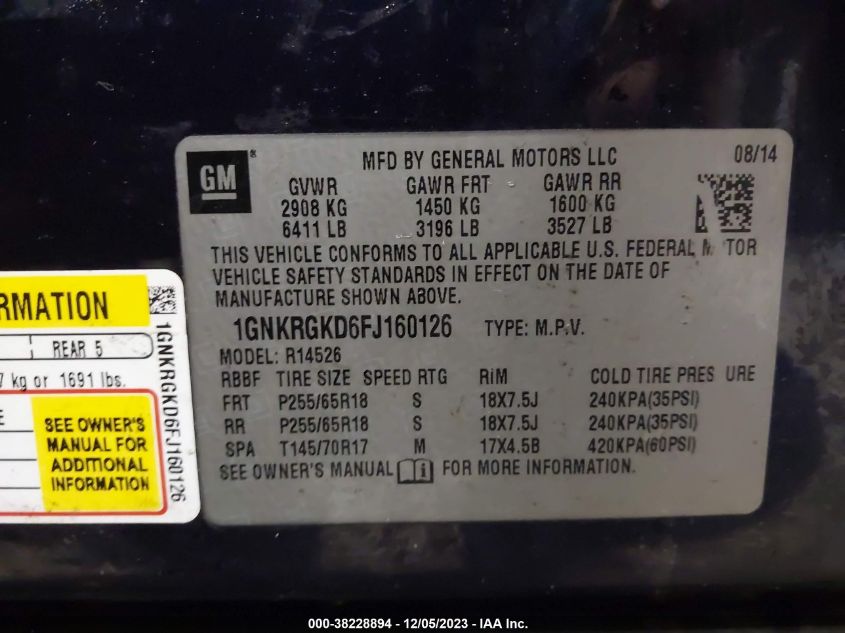 GM
®
MFD BY GENERAL MOTORS LLC 08/14
GVWR GAWR FRT GAWR RR
2908 KG 1450 KG 1600 KG
6411 LB 3196 LB 3527 LB
THIS VEHICLE CONFORMS TO ALL APPLICABLE U.S. FEDERAL M TOR
VEHICLE SAFETY STANDARDS IN EFFECT ON THE DATE OF
MANUFACTURE SHOWN ABOVE.
1GNKRGKD6FJ160126 TYPE: M.P.V.
MODEL: R14526
RBBF TIRE SIZE SPEED RTG RIM COLD TIRE PRES URE
FRT P255/65R18 S 18X7.5J 240KPA(35PSI)
RR P255/65R18 S 18X7.5J 240KPA(35PSI)
SPA T145/70R17 M 17X4.5B 420KPA(60PSI)
SEE OWNER'S MANUAL i FOR MORE INFORMATION.
RMATION
REAR 5
7 kg or 1691 lbs.
E
SEE OWNER'S
MANUAL FOR
ADDITIONAL
INFORMATION
1GNKRGKD6FJ160126
000-38228894 - 12/05/2023 - IAA Inc.